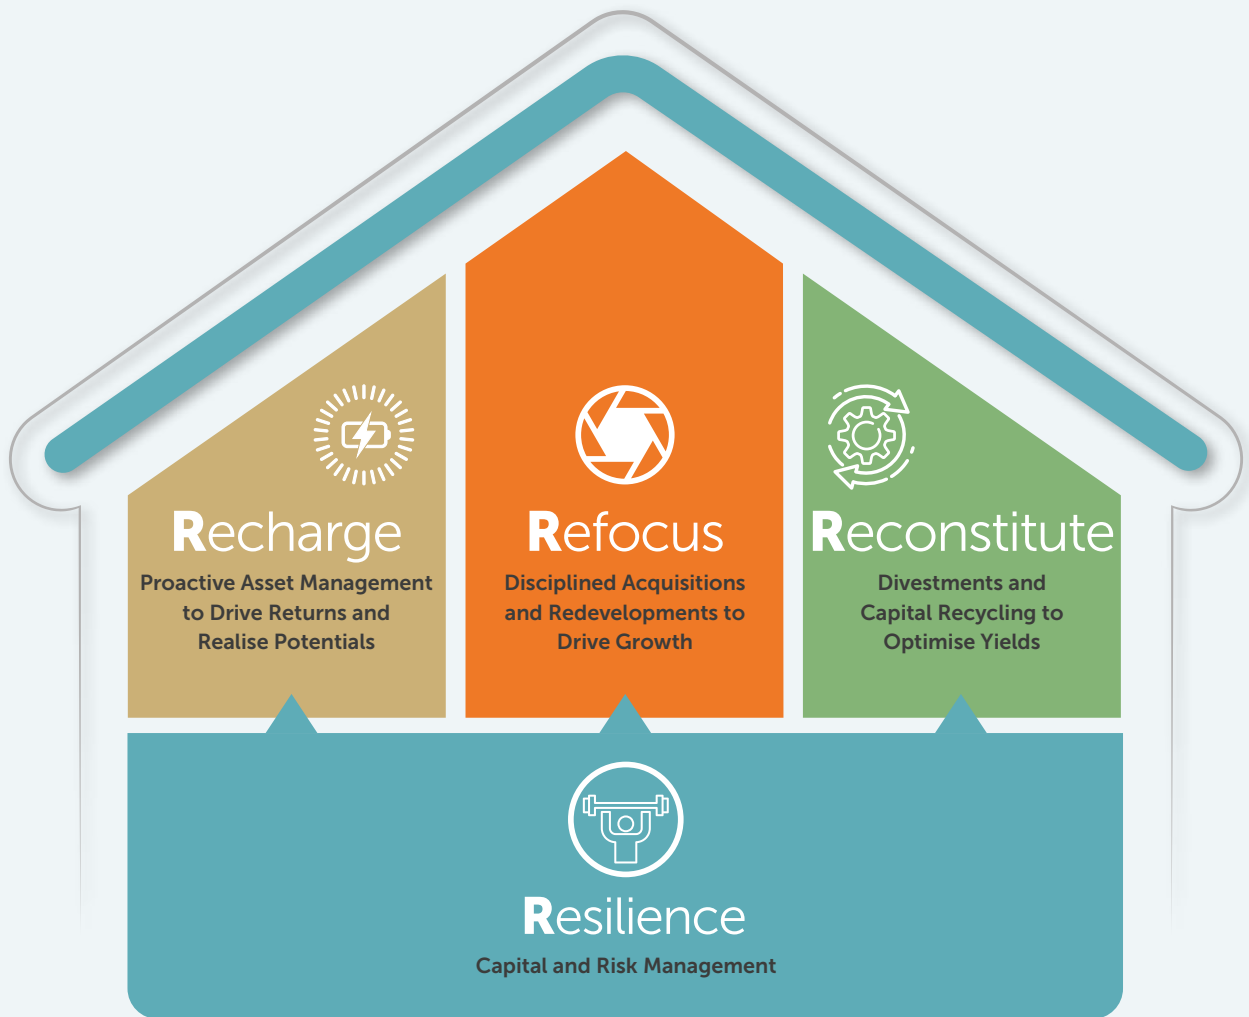 Recharge
Proactive Asset Management
to Drive Returns and
Realise Potentials
Refocus
Disciplined Acquisitions
and Redevelopments to
Drive Growth
Reconstitute
Divestments and
Capital Recycling to
Optimise Yields
Resilience
Capital and Risk Management